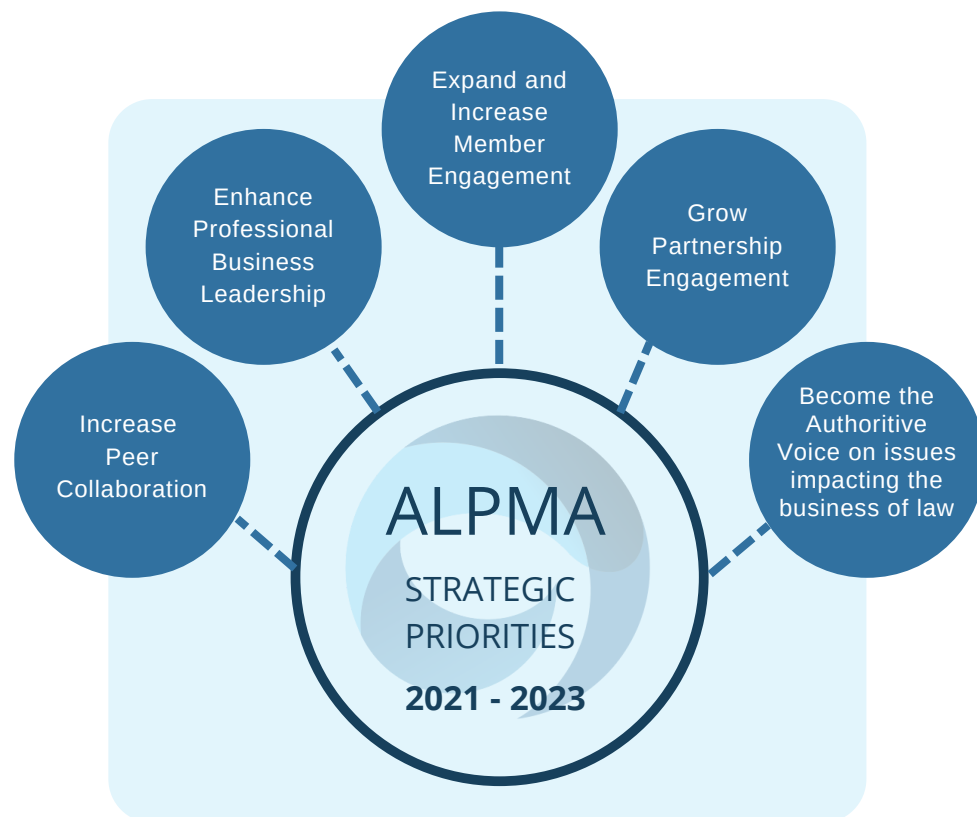 Expand and
Increase
Member
Engagement
Enhance
Professional
Business
Leadership
Grow
Partnership
Engagement
Increase
Peer
Collaboration
Become the
Authoritive
Voice on issues
impacting the
business of law
ALPMA
STRATEGIC
PRIORITIES
2021 - 2023